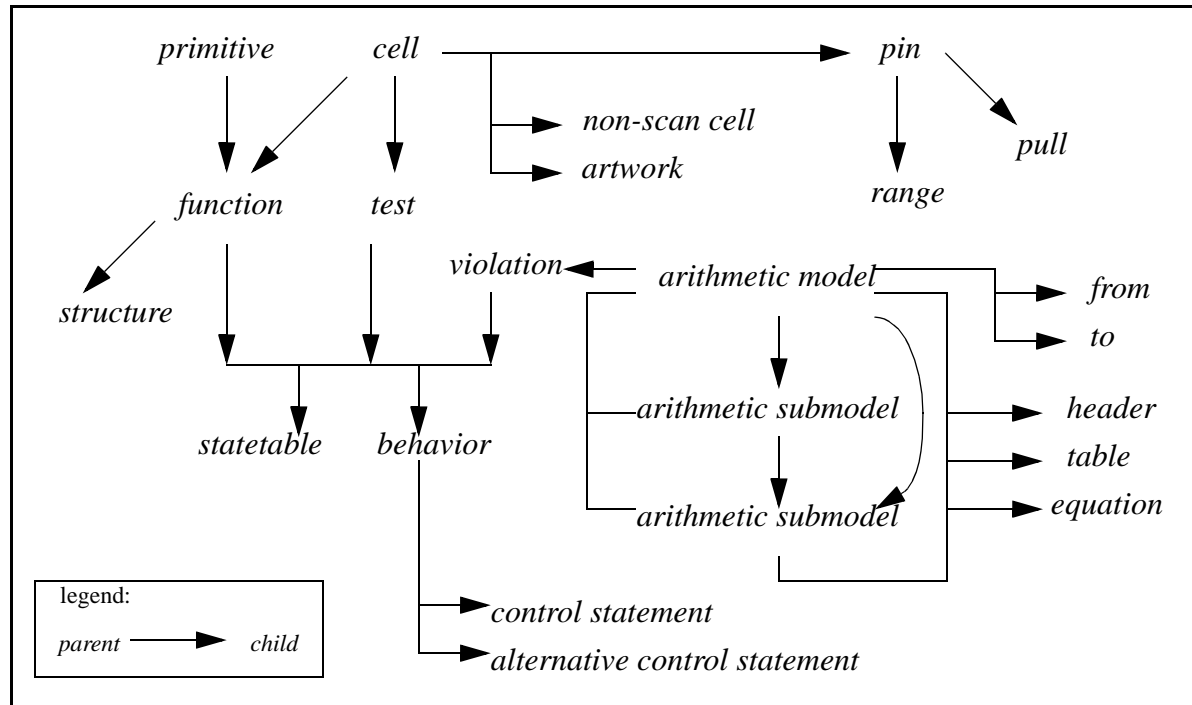 primitive
cell
pin
non-scan cell
pull
artwork
range
function
test
violation
arithmetic model
from
structure
to
arithmetic submodel
header
statetable
behavior
table
arithmetic submodel
equation
legend:
control statement
parent
child
alternative control statement